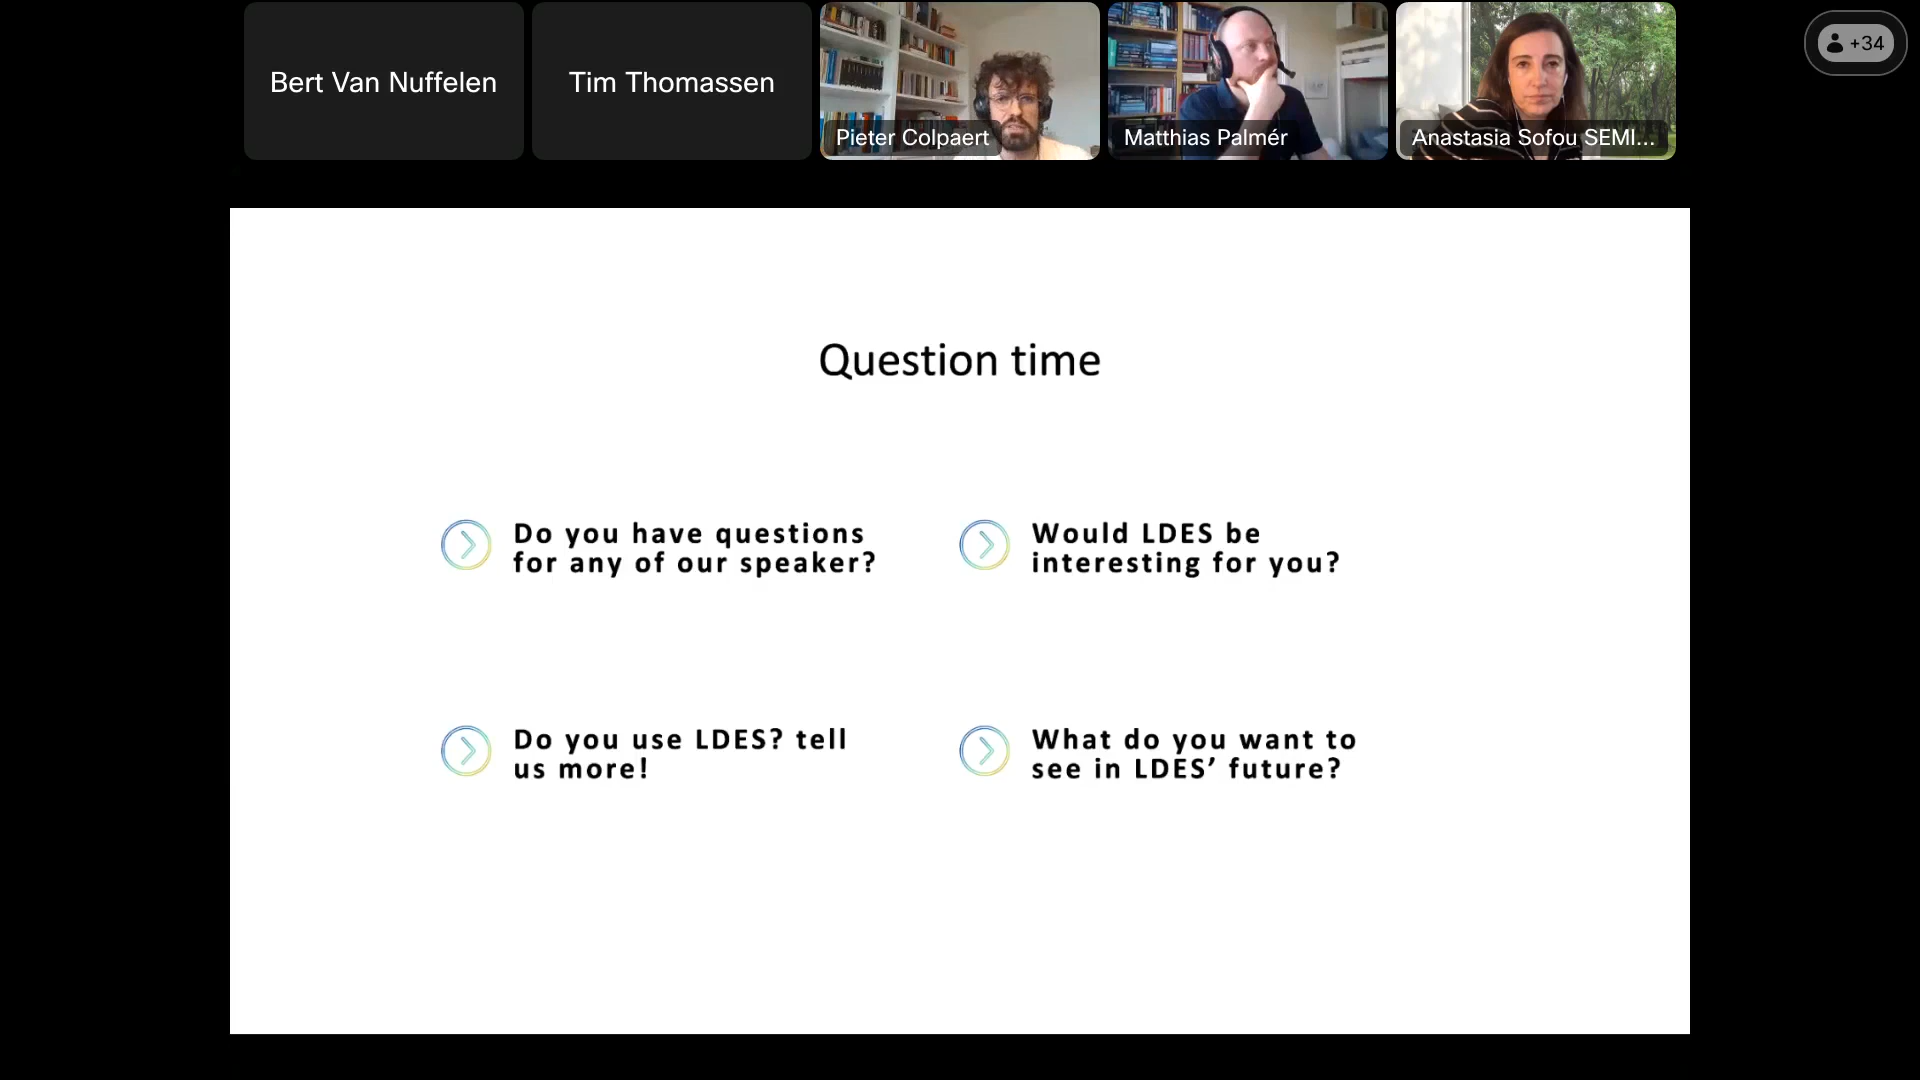 Bert Van Nuffelen
Tim Thomassen
Pieter Colpaert
Matthias Palmér
Anastasia Sofou SEMI...
+34
Question time
Do you have questions
for any of our speaker?
Would LDES be
interesting for you?
Do you use LDES? tell
us more!
What do you want to
see in LDES’ future?